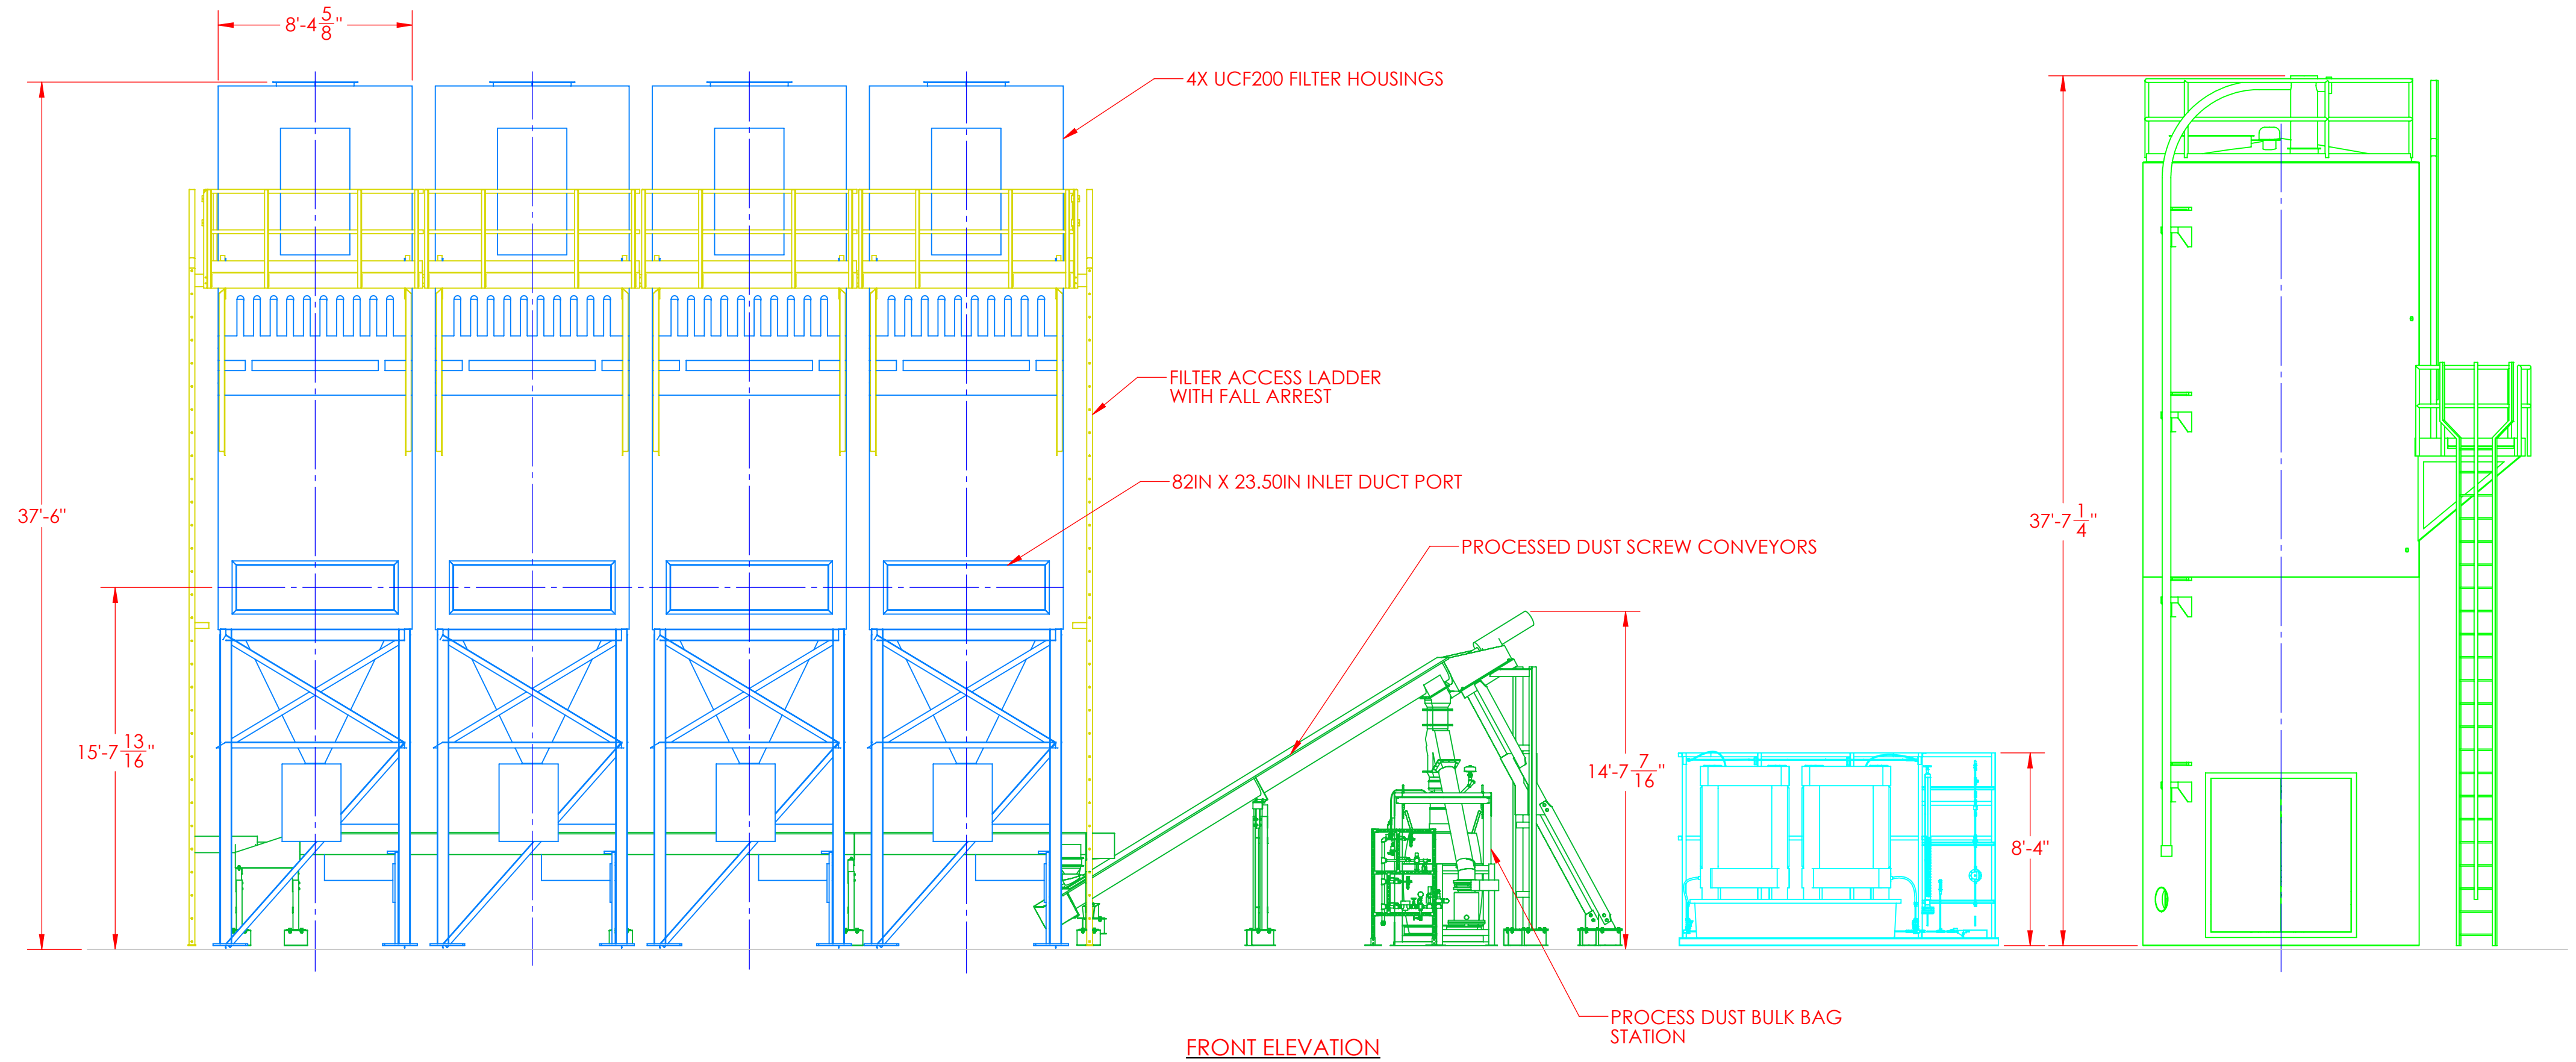 8'-4 5/8"
4X UCF200 FILTER HOUSINGS
FILTER ACCESS LADDER
WITH FALL ARREST
82IN X 23.50IN INLET DUCT PORT
37'-6"
37'-7 1/4"
PROCESSED DUST SCREW CONVEYORS
15'-7 13/16"
14'-7 7/16"
8'-4"
PROCESS DUST BULK BAG
STATION
FRONT ELEVATION